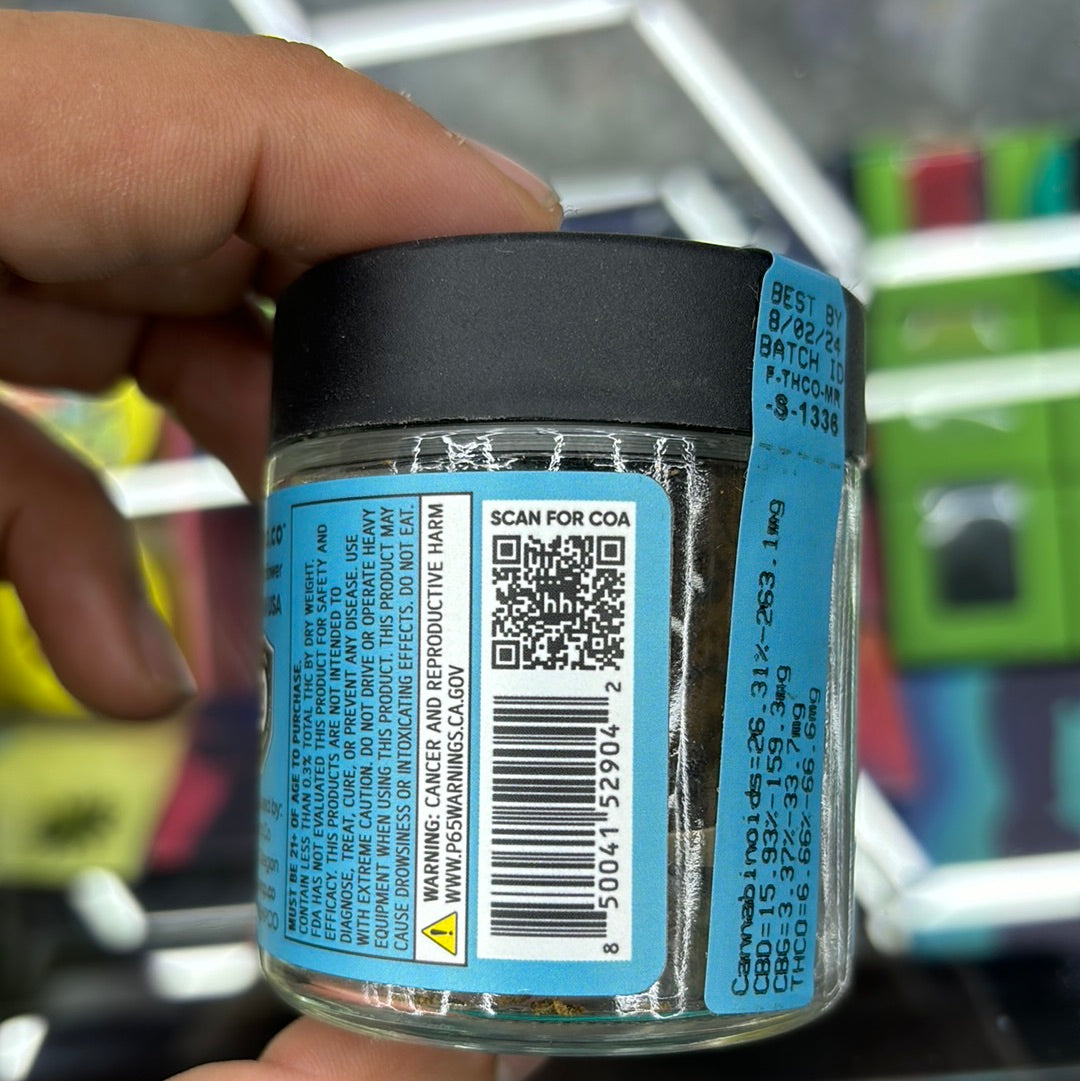 BEST BY
8/02/24
BATCH ID
F-THCO-MR
-S-1336
Cannabinoids=26.31%-263.1mg
CBD=15.93%-159.3mg
CBG=3.37%-33.7mg
THCO=6.66%-66.6mg
SCAN FOR COA
hh
8 50041 52904 2
WARNING: CANCER AND REPRODUCTIVE HARM
WWW.P65WARNINGS.CA.GOV
MUST BE 21+ OF AGE TO PURCHASE.
CONTAIN LESS THAN 0.3% TOTAL THC BY DRY WEIGHT.
FDA HAS NOT EVALUATED THIS PRODUCT FOR SAFETY AND
EFFICACY. THIS PRODUCTS ARE NOT INTENDED TO
DIAGNOSE, TREAT, CURE, OR PREVENT ANY DISEASE. USE
WITH EXTREME CAUTION. DO NOT DRIVE OR OPERATE HEAVY
EQUIPMENT WHEN USING THIS PRODUCT. THIS PRODUCT MAY
CAUSE DROWSINESS OR INTOXICATING EFFECTS. DO NOT EAT.
USA